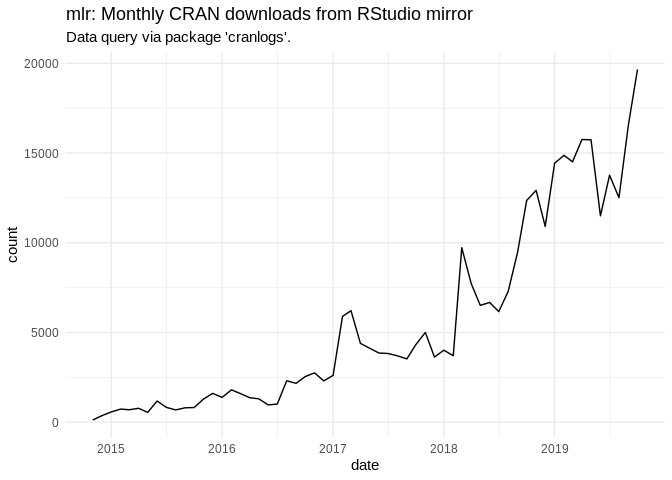 mlr: Monthly CRAN downloads from RStudio mirror
Data query via package 'cranlogs'.
20000
15000
10000
5000
0
count
2015 2016 2017 2018 2019
date